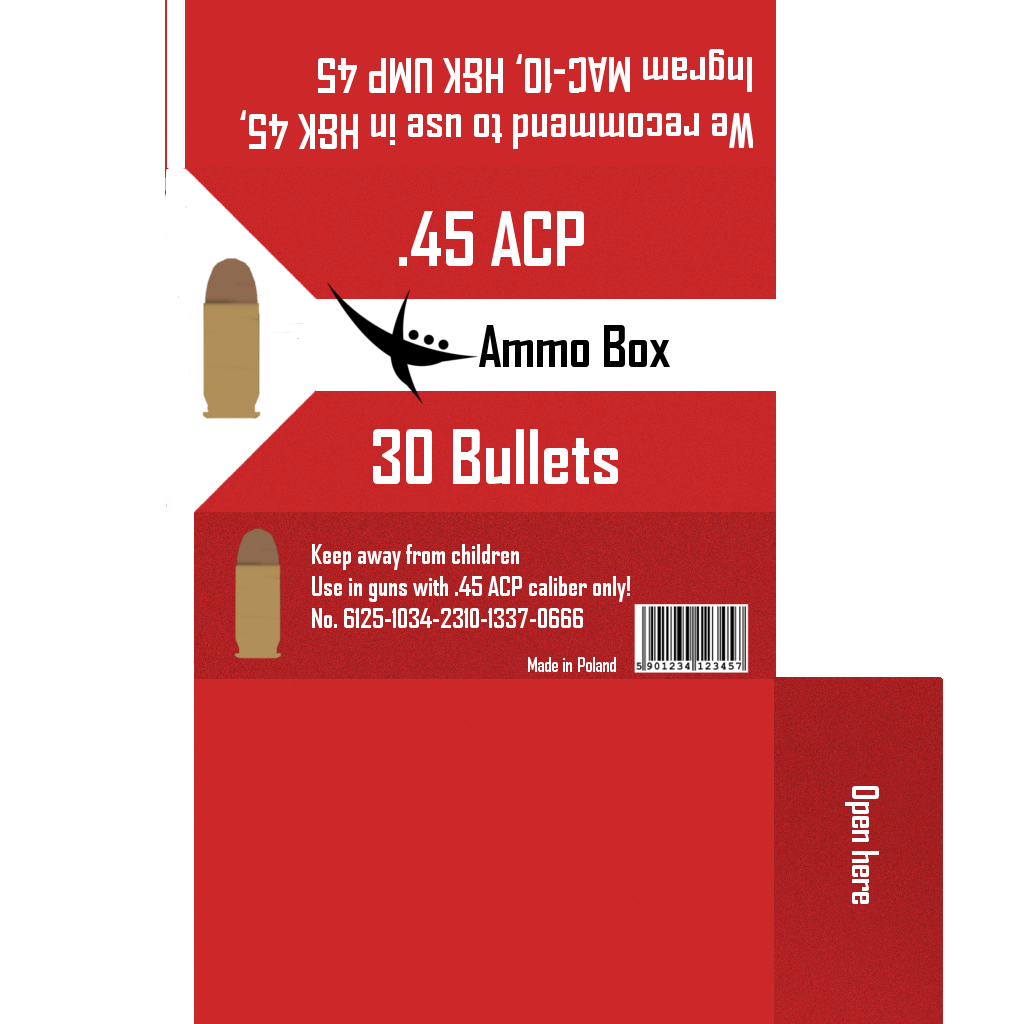 We recommend to use in H&K 45,
Ingram MAC-10, H&K UMP 45
.45 ACP
Ammo Box
30 Bullets
Keep away from children
Use in guns with .45 ACP caliber only!
No. 6125-1034-2310-1337-0666
Made in Poland
5 901234 123457
Open here